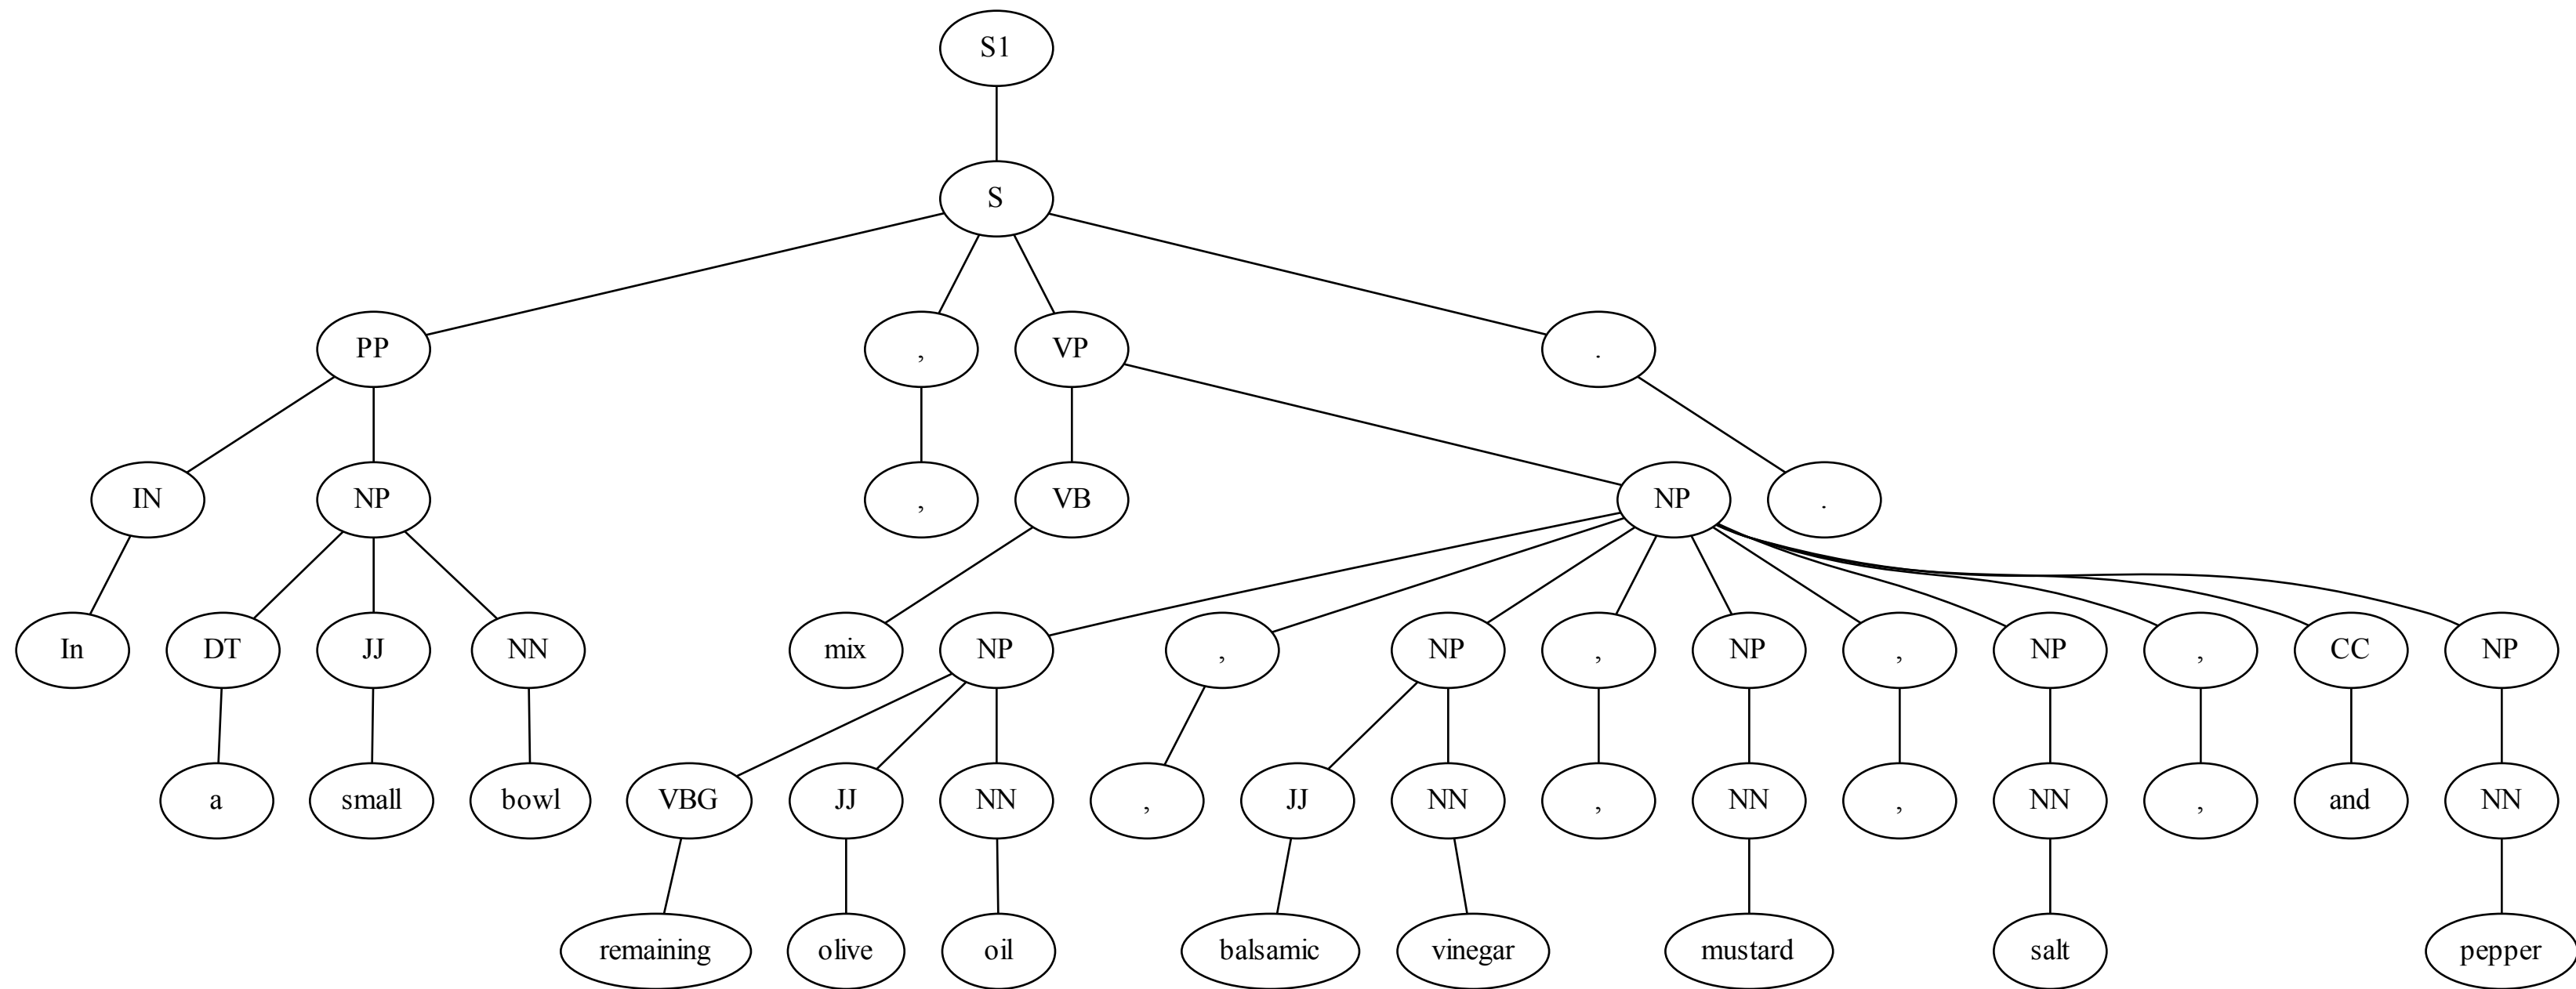 S1
S
PP , VP .
IN NP , VB NP .
In DT JJ NN mix NP , NP , NP , NP , CC NP
a small bowl VBG JJ NN , JJ NN , NN , NN , and NN
remaining olive oil balsamic vinegar mustard salt pepper